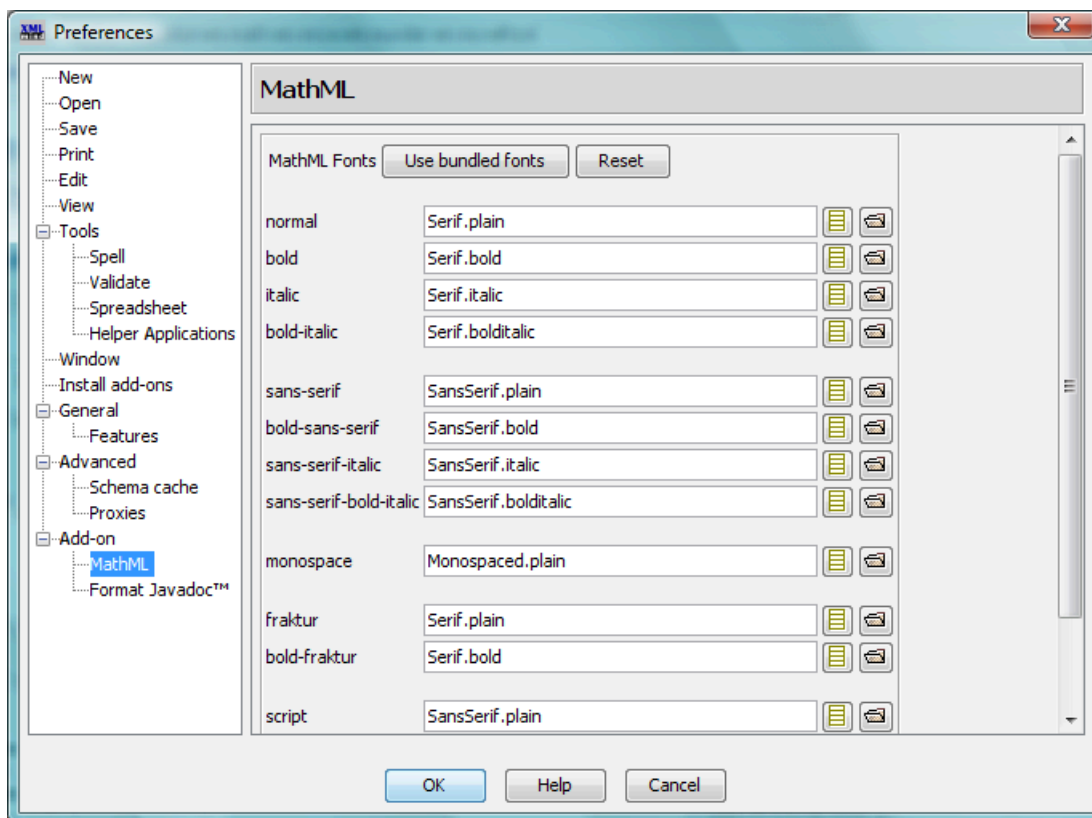 XML
Preferences
New
Open
Save
Print
Edit
View
Tools
Spell
Validate
Spreadsheet
Helper Applications
Window
Install add-ons
General
Features
Advanced
Schema cache
Proxies
Add-on
MathML
Format Javadoc™
MathML
MathML Fonts Use bundled fonts Reset
normal Serif.plain
bold Serif.bold
italic Serif.italic
bold-italic Serif.bolditalic
sans-serif SansSerif.plain
bold-sans-serif SansSerif.bold
sans-serif-italic SansSerif.italic
sans-serif-bold-italic SansSerif.bolditalic
monospace Monospaced.plain
fraktur Serif.plain
bold-fraktur Serif.bold
script SansSerif.plain
OK Help Cancel